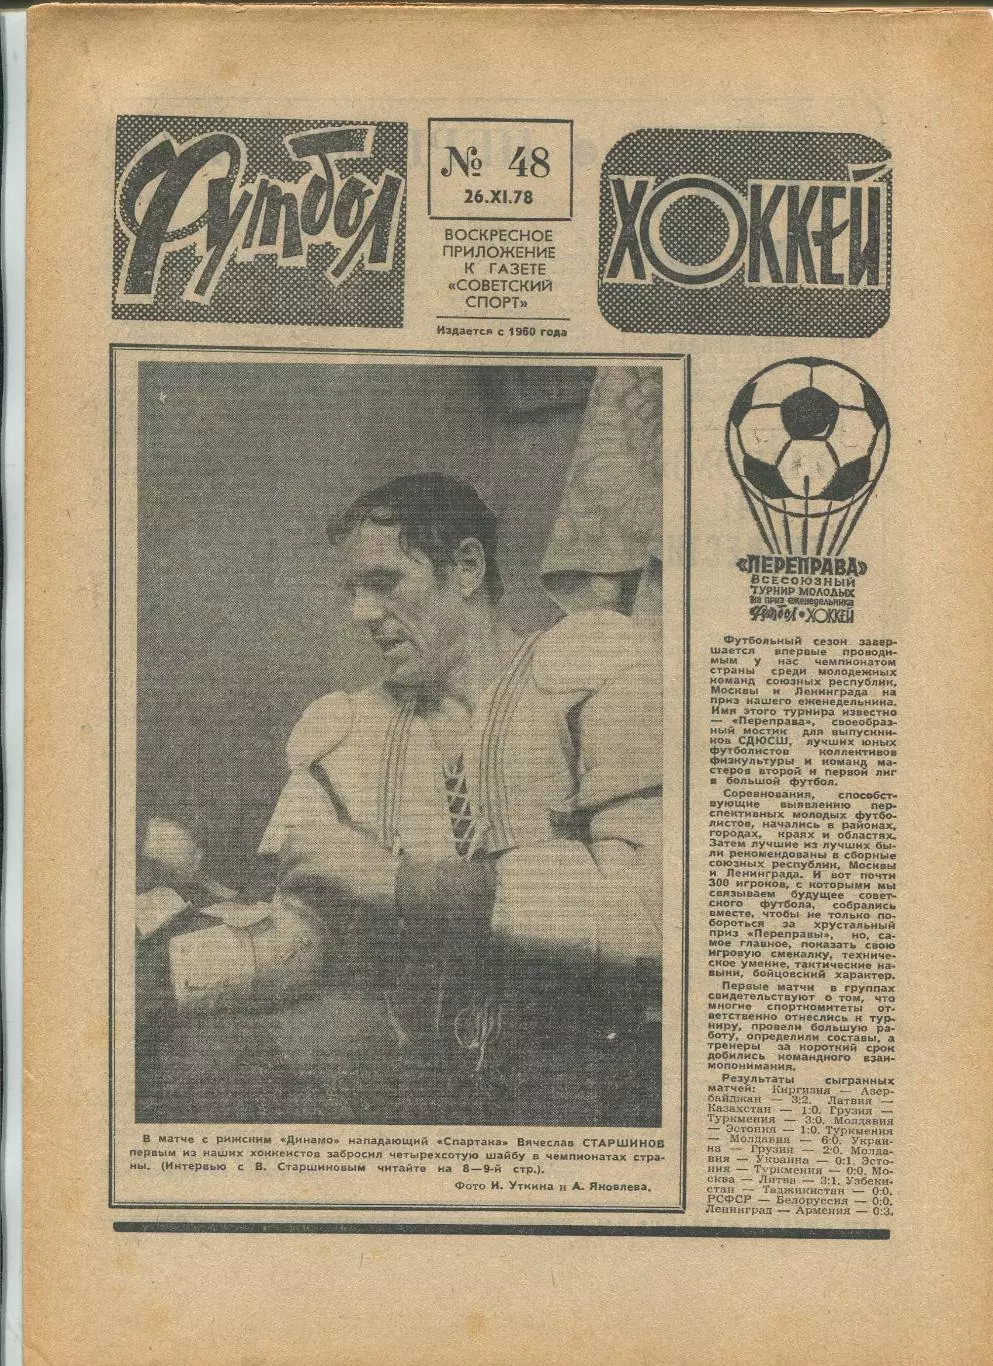 Футбол
№ 48
26.XI.78
ВОСКРЕСНОЕ
ПРИЛОЖЕНИЕ
К ГАЗЕТЕ
«СОВЕТСКИЙ
СПОРТ»
Издается с 1960 года
ХОККЕЙ
В матче с рижским «Динамо» нападающий «Спартака» Вячеслав СТАРШИНОВ
первым из наших хоккеистов забросил четырехсотую шайбу в чемпионатах стра-
ны. (Интервью с В. Старшиновым читайте на 8—9-й стр.).
Фото И. Уткина и А. Яковлева.
«ПЕРЕПРАВА»
ВСЕСОЮЗНЫЙ
ТУРНИР МОЛОДЫХ
на приз еженедельника
Футбол•ХОККЕЙ
Футбольный сезон завер-
шается впервые проводи-
мым у нас чемпионатом
страны среди молодежных
команд союзных республик,
Москвы и Ленинграда на
приз нашего еженедельника.
Имя этого турнира известно
— «Переправа», своеобраз-
ный мостик для выпускни-
ков СДЮСШ, лучших юных
футболистов коллективов
физкультуры и команд ма-
стеров второй и первой лиг
в большой футбол.
Соревнования, способст-
вующие выявлению пер-
спективных молодых футбо-
листов, начались в районах,
городах, краях и областях.
Затем лучшие из лучших бы-
ли рекомендованы в сборные
союзных республик, Москвы
и Ленинграда. И вот почти
300 игроков, с которыми мы
связываем будущее совет-
ского футбола, собрались
вместе, чтобы не только по-
бороться за хрустальный
приз «Переправы», но, са-
мое главное, показать свою
игровую смекалку, техниче-
ское умение, тактические на-
выки, бойцовский характер.
Первые матчи в группах
свидетельствуют о том, что
многие спорткомитеты от-
ветственно отнеслись к тур-
ниру, провели большую ра-
боту, определили составы, а
тренеры за короткий срок
добились командного взаи-
мопонимания.
Результаты сыгранных
матчей: Киргизия — Азер-
байджан — 3:2. Латвия —
Казахстан — 1:0. Грузия —
Туркмения — 3:0. Молдавия
— Эстония — 1:0. Туркмения
— Молдавия — 6:0. Украи-
на — Грузия — 2:0. Молда-
вия — Украина — 0:1. Эсто-
ния — Туркмения — 0:0. Мо-
сква — Литва — 3:1. Узбеки-
стан — Таджикистан — 0:0.
РСФСР — Белоруссия — 0:0.
Ленинград — Армения — 0:3.